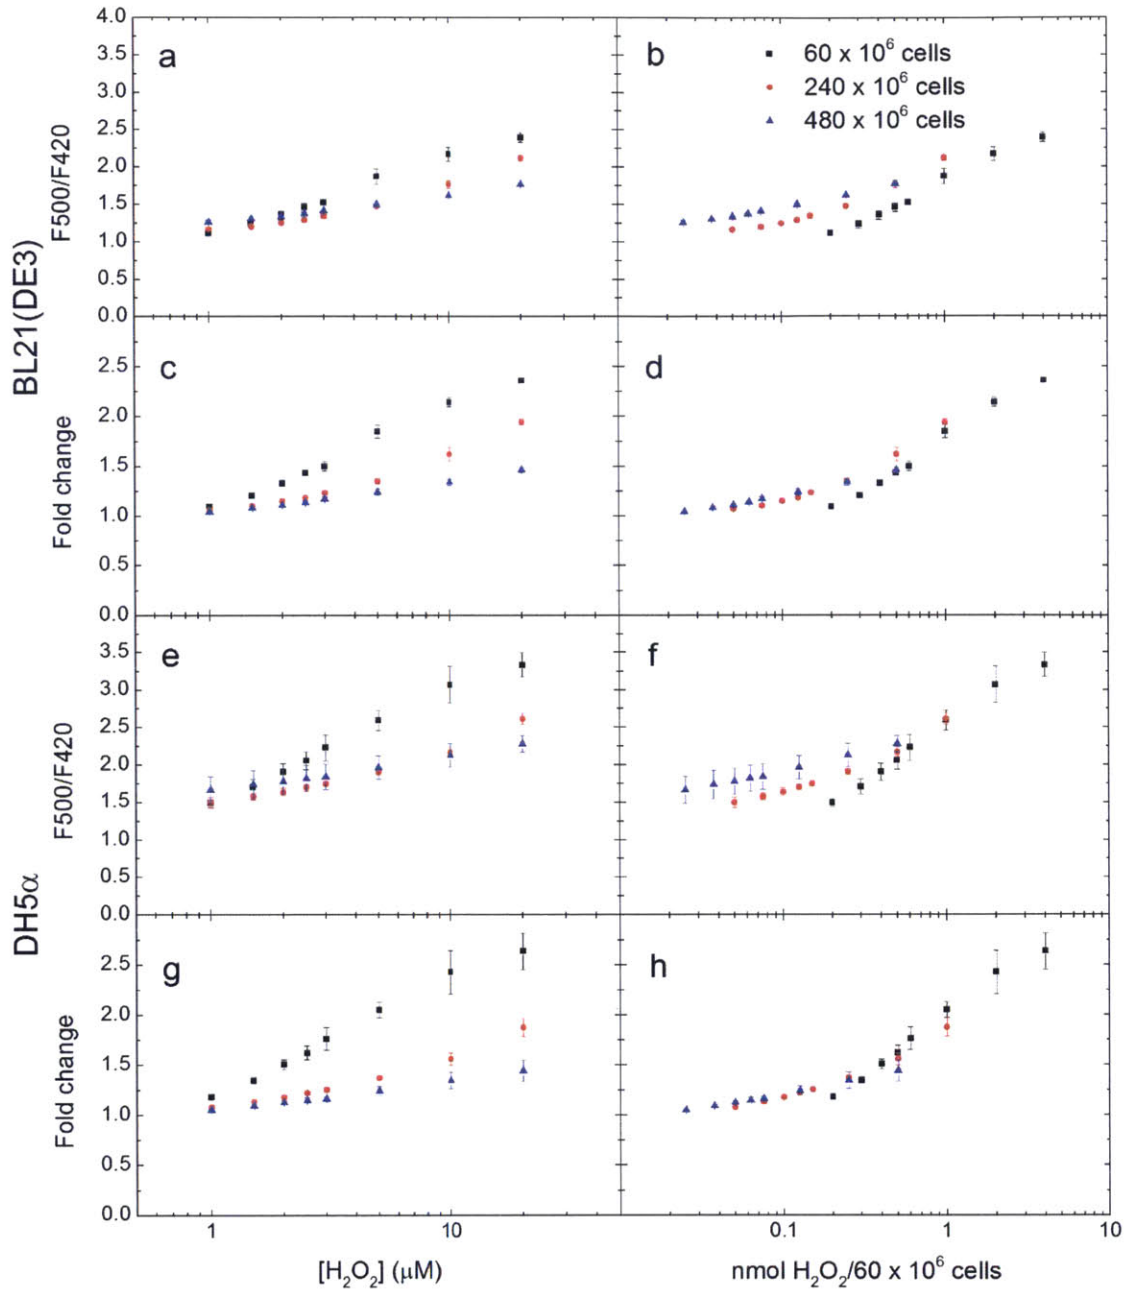 4.0
3.5
3.0
2.5
2.0
1.5
1.0
0.5
0.0
F500/F420
a
b
60 x 10⁶ cells
240 x 10⁶ cells
480 x 10⁶ cells
BL21(DE3)
2.5
2.0
1.5
1.0
0.5
0.0
Fold change
c
d
3.5
3.0
2.5
2.0
1.5
1.0
0.5
0.0
F500/F420
e
f
DH5α
2.5
2.0
1.5
1.0
0.5
0.0
Fold change
g
h
1
10
0.1
1
10
[H₂O₂] (μM)
nmol H₂O₂/60 x 10⁶ cells